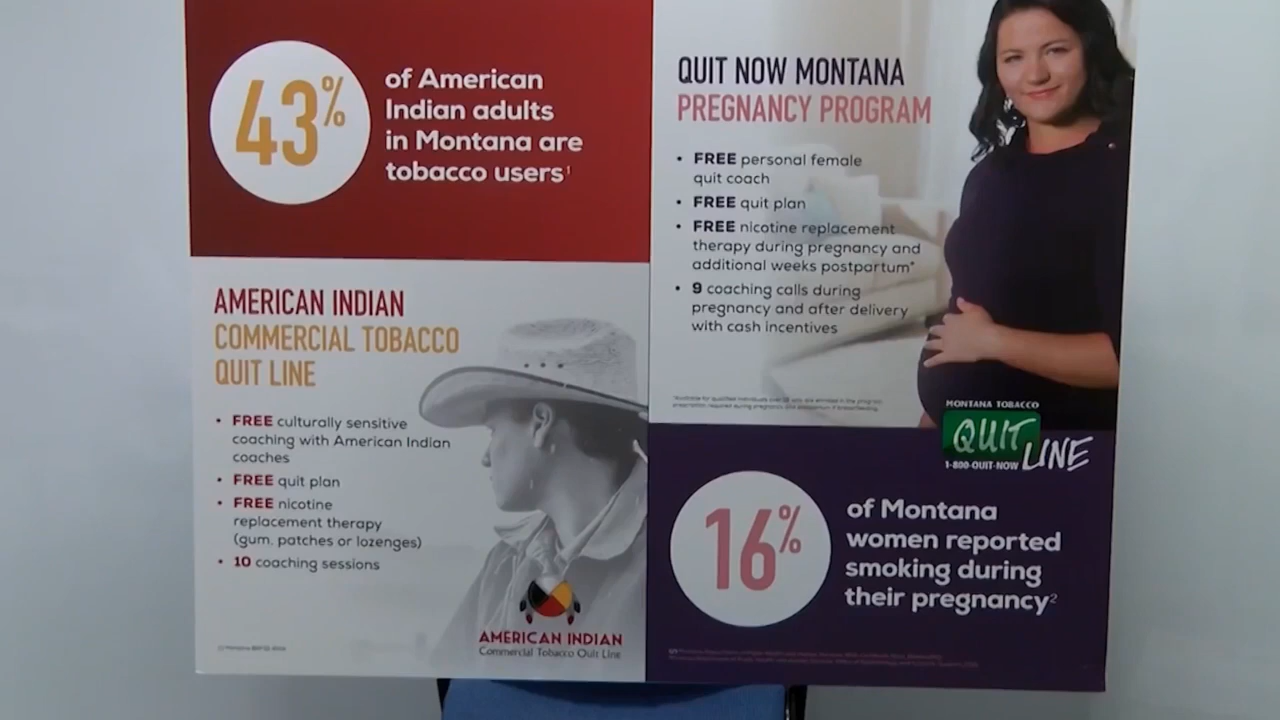 43%
of American
Indian adults
in Montana are
tobacco users¹
AMERICAN INDIAN
COMMERCIAL TOBACCO
QUIT LINE
• FREE culturally sensitive
coaching with American Indian
coaches
• FREE quit plan
• FREE nicotine
replacement therapy
(gum, patches or lozenges)
• 10 coaching sessions
AMERICAN INDIAN
Commercial Tobacco Quit Line
QUIT NOW MONTANA
PREGNANCY PROGRAM
• FREE personal female
quit coach
• FREE quit plan
• FREE nicotine replacement
therapy during pregnancy and
additional weeks postpartum*
• 9 coaching calls during
pregnancy and after delivery
with cash incentives
MONTANA TOBACCO
QUIT
LINE
1-800-QUIT-NOW
16%
of Montana
women reported
smoking during
their pregnancy²